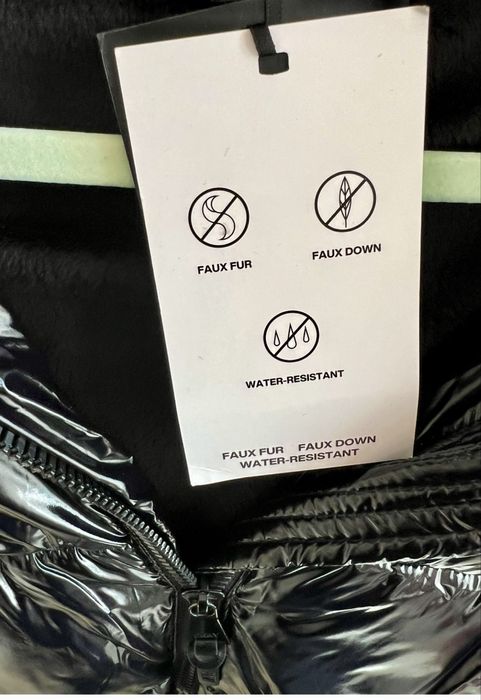 FAUX FUR
FAUX DOWN
WATER-RESISTANT
FAUX FUR FAUX DOWN
WATER-RESISTANT